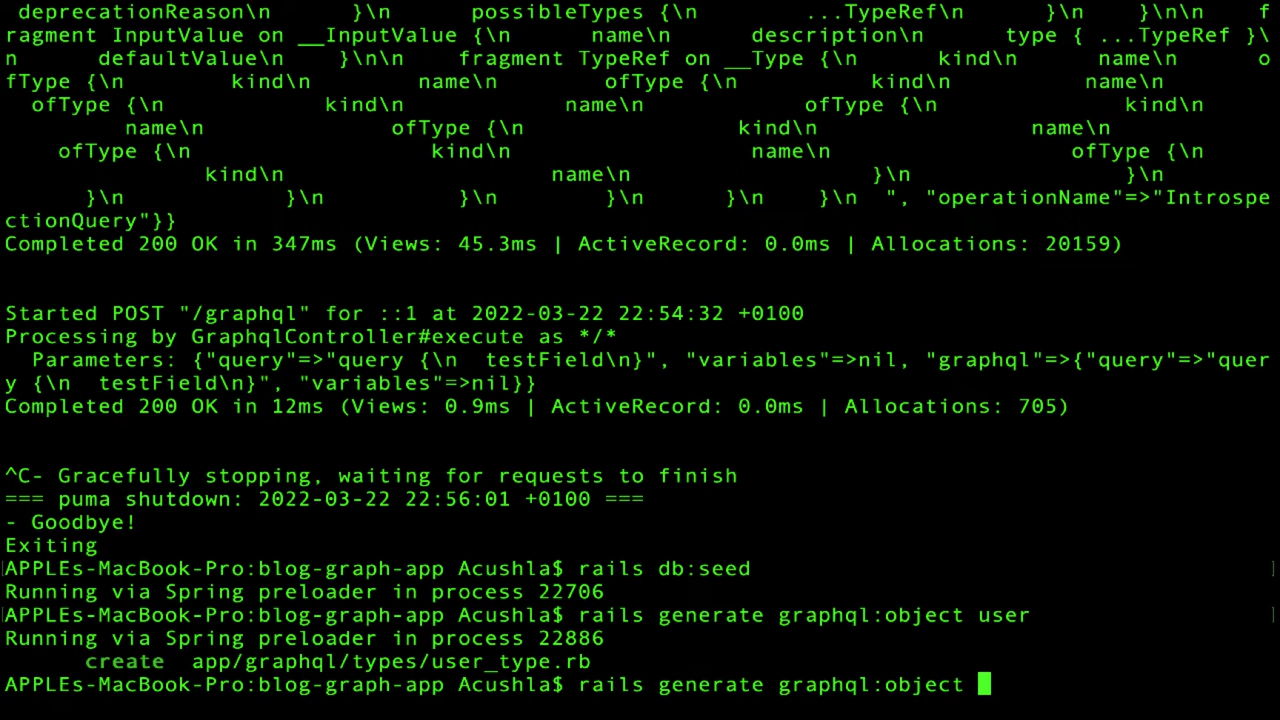 deprecationReason\n      }\n      possibleTypes {\n        ...TypeRef\n      }\n    }\n\n    f
ragment InputValue on __InputValue {\n      name\n      description\n      type { ...TypeRef }\
n      defaultValue\n    }\n\n    fragment TypeRef on __Type {\n      kind\n      name\n      o
fType {\n        kind\n        name\n        ofType {\n          kind\n          name\n
ofType {\n            kind\n            name\n            ofType {\n              kind\n
name\n              ofType {\n                kind\n                name\n
ofType {\n                  kind\n                  name\n                  ofType {\n
kind\n                    name\n                  }\n                }\n
}\n            }\n          }\n        }\n      }\n    }\n  ", "operationName"=>"Introspe
ctionQuery"}}
Completed 200 OK in 347ms (Views: 45.3ms | ActiveRecord: 0.0ms | Allocations: 20159)
Started POST "/graphql" for ::1 at 2022-03-22 22:54:32 +0100
Processing by GraphqlController#execute as */*
Parameters: {"query"=>"query {\n  testField\n}", "variables"=>nil, "graphql"=>{"query"=>"quer
y {\n  testField\n}", "variables"=>nil}}
Completed 200 OK in 12ms (Views: 0.9ms | ActiveRecord: 0.0ms | Allocations: 705)
^C- Gracefully stopping, waiting for requests to finish
=== puma shutdown: 2022-03-22 22:56:01 +0100 ===
- Goodbye!
Exiting
APPLEs-MacBook-Pro:blog-graph-app Acushla$ rails db:seed
Running via Spring preloader in process 22706
APPLEs-MacBook-Pro:blog-graph-app Acushla$ rails generate graphql:object user
Running via Spring preloader in process 22886
create  app/graphql/types/user_type.rb
APPLEs-MacBook-Pro:blog-graph-app Acushla$ rails generate graphql:object